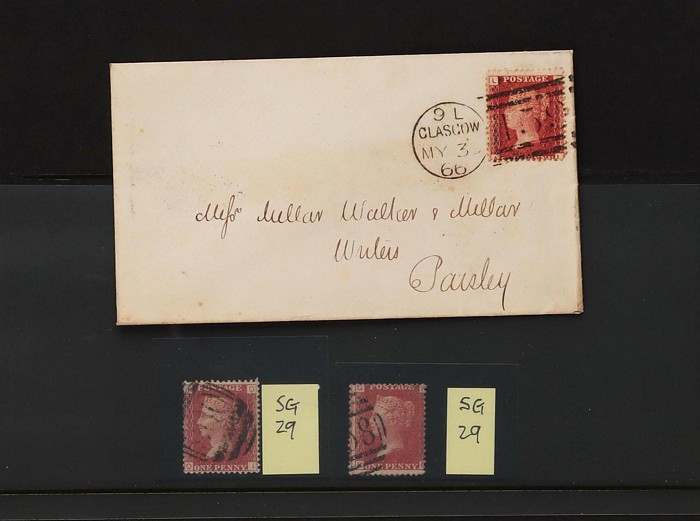 L POSTAGE
9 L
GLASGOW
MY 3
66
Messrs Millar Walker & Millar
Writers
Paisley
POSTAGE G
ONE PENNY I
SG
29
G POSTAGE
ONE PENNY
SG
29